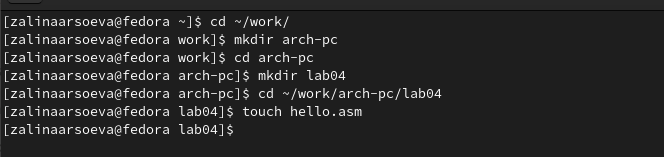 [zalinaarsoeva@fedora ~]$ cd ~/work/
[zalinaarsoeva@fedora work]$ mkdir arch-pc
[zalinaarsoeva@fedora work]$ cd arch-pc
[zalinaarsoeva@fedora arch-pc]$ mkdir lab04
[zalinaarsoeva@fedora arch-pc]$ cd ~/work/arch-pc/lab04
[zalinaarsoeva@fedora lab04]$ touch hello.asm
[zalinaarsoeva@fedora lab04]$